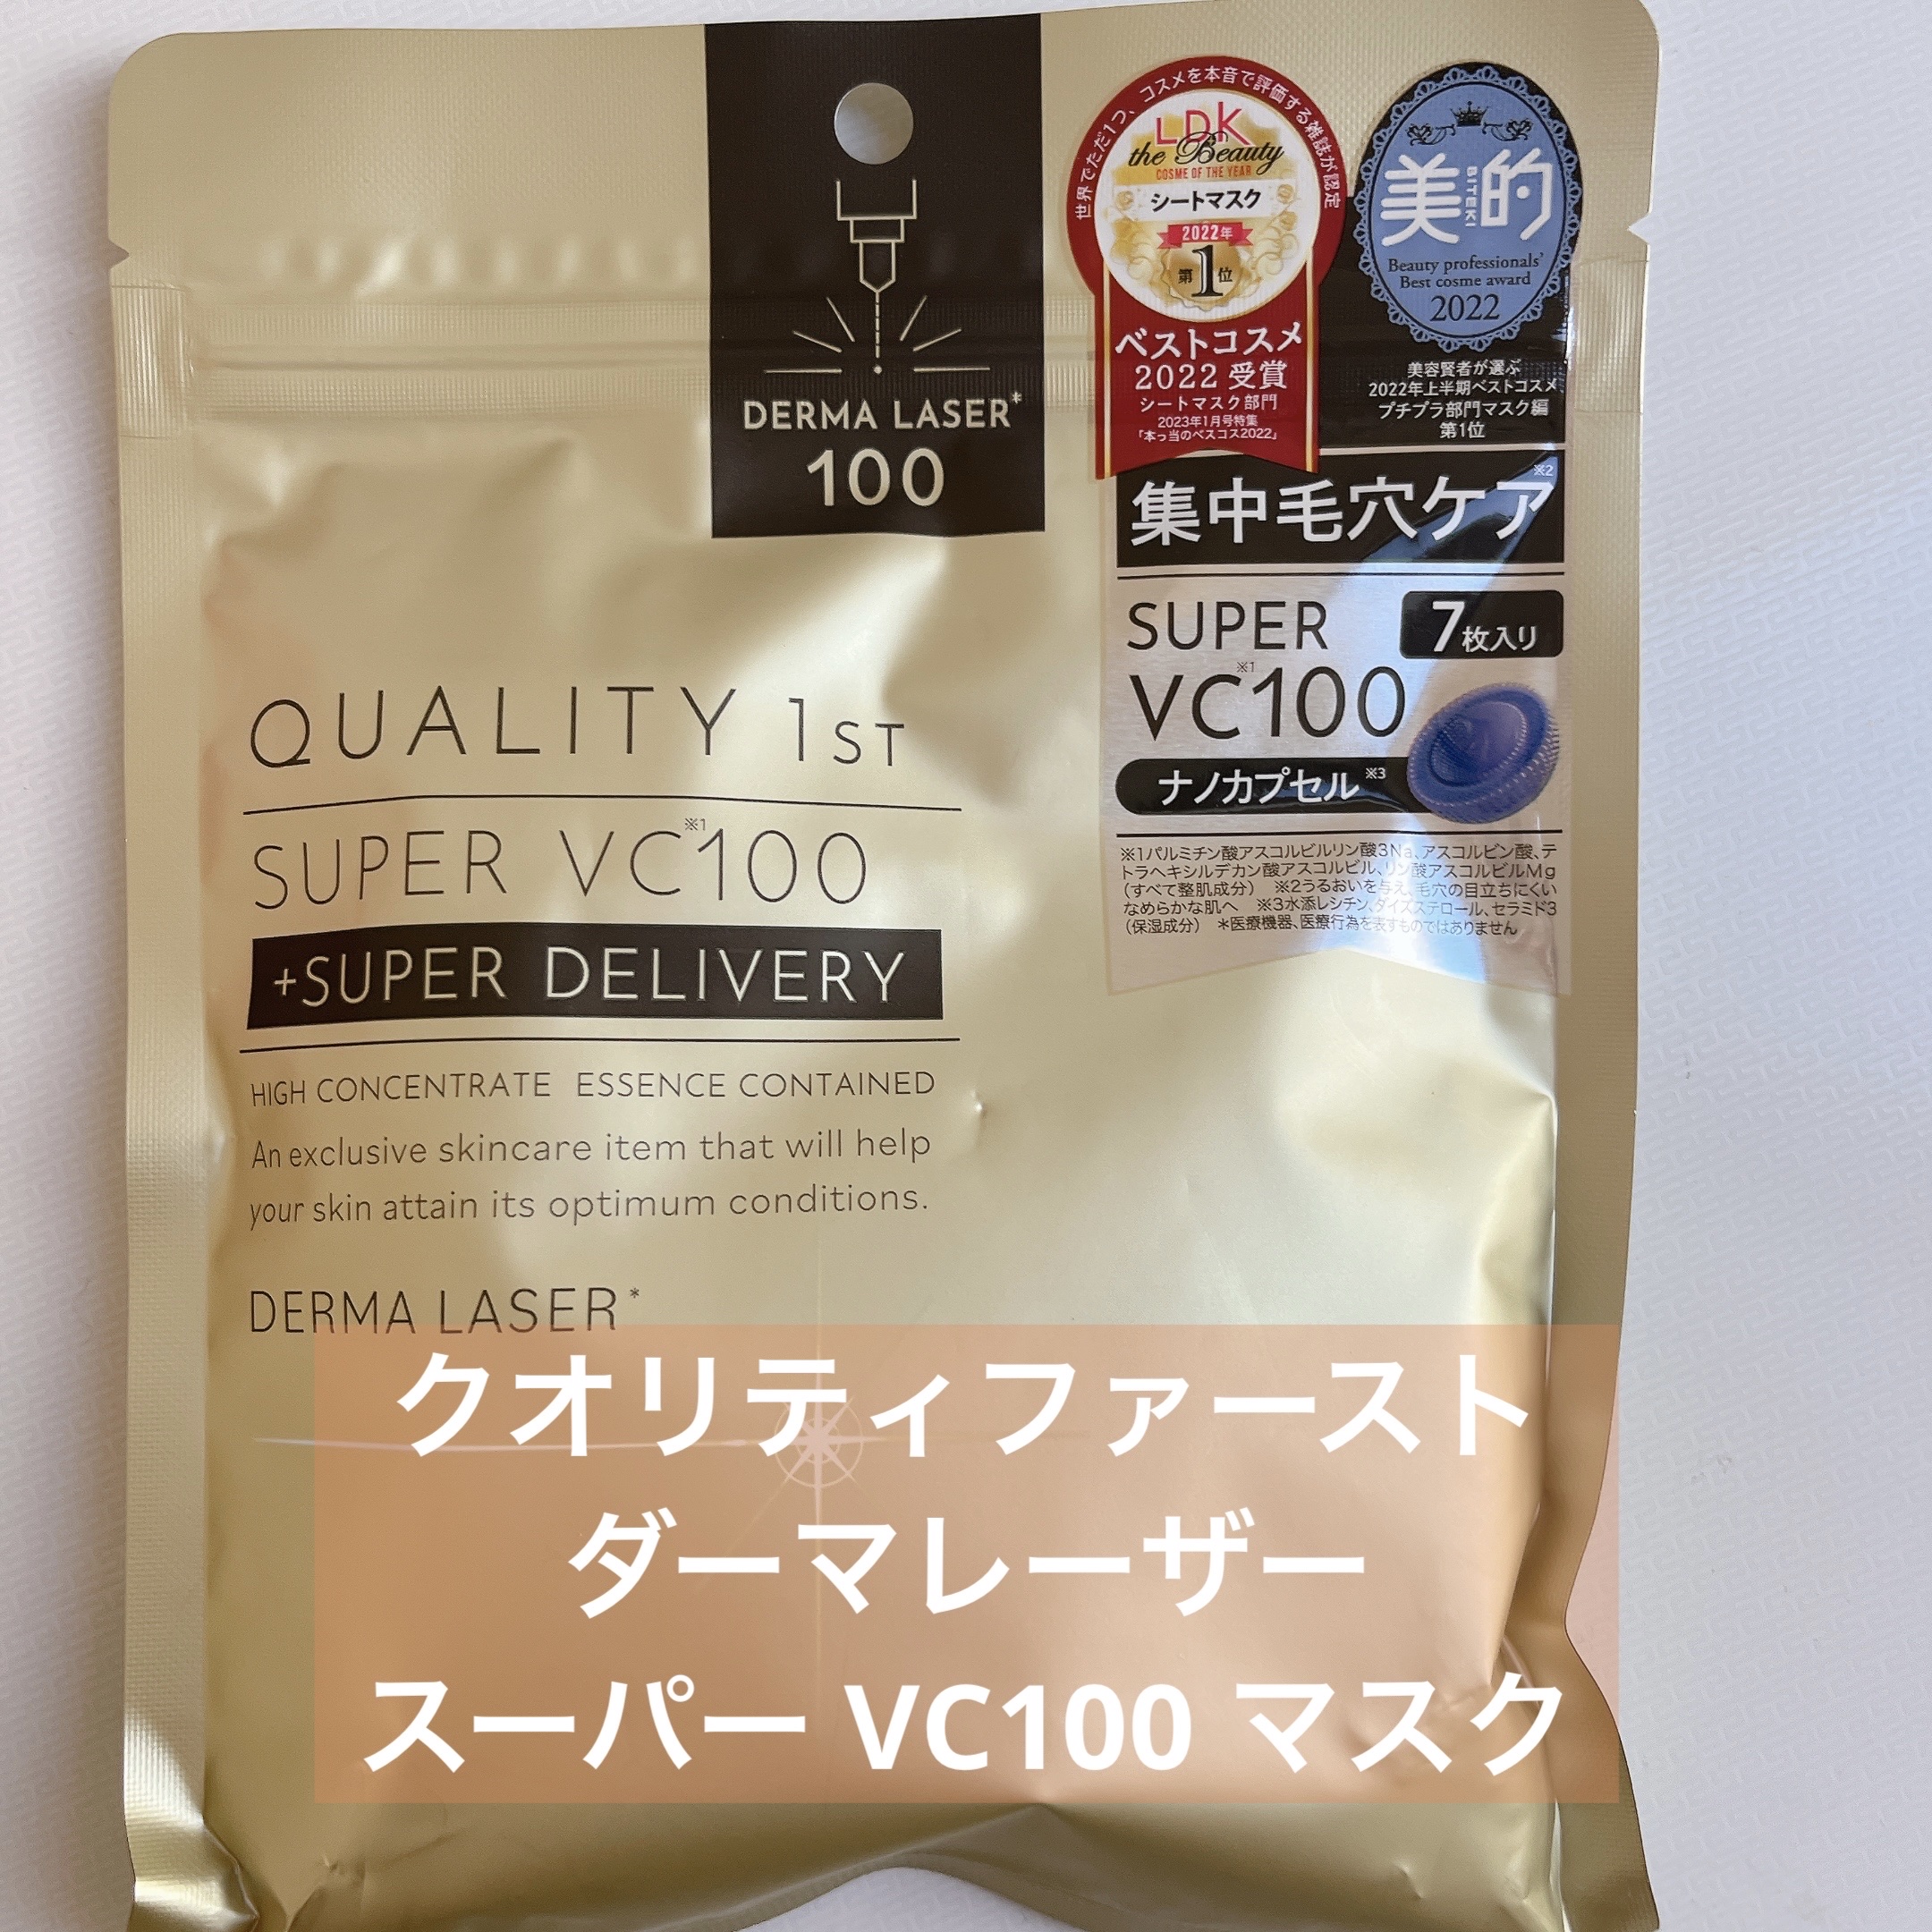 DERMA LASER*
100
世界でただ1つ、コスメを本音で評価する雑誌が認定
LDK
the Beauty
COSME OF THE YEAR
シートマスク
2022年
第1位
ベストコスメ
2022 受賞
シートマスク部門
2023年1月号特集
「本っ当のベスコス2022」
美的
BITEKI
Beauty professionals'
Best cosme award
2022
美容賢者が選ぶ
2022年上半期ベストコスメ
プチプラ部門マスク編
第1位
集中毛穴ケア※2
SUPER
7枚入り
VC※1100
ナノカプセル※3
※1パルミチン酸アスコルビルリン酸3Na、アスコルビン酸、テ
トラヘキシルデカン酸アスコルビル、リン酸アスコルビルMg
（すべて整肌成分） ※2うるおいを与え、毛穴の目立ちにくい
なめらかな肌へ ※3水添レシチン、ダイズステロール、セラミド3
（保湿成分） *医療機器、医療行為を表すものではありません
QUALITY 1ST
SUPER VC※1100
+SUPER DELIVERY
HIGH CONCENTRATE ESSENCE CONTAINED
An exclusive skincare item that will help
your skin attain its optimum conditions.
DERMA LASER*
クオリティファースト
ダーマレーザー
スーパー VC100 マスク